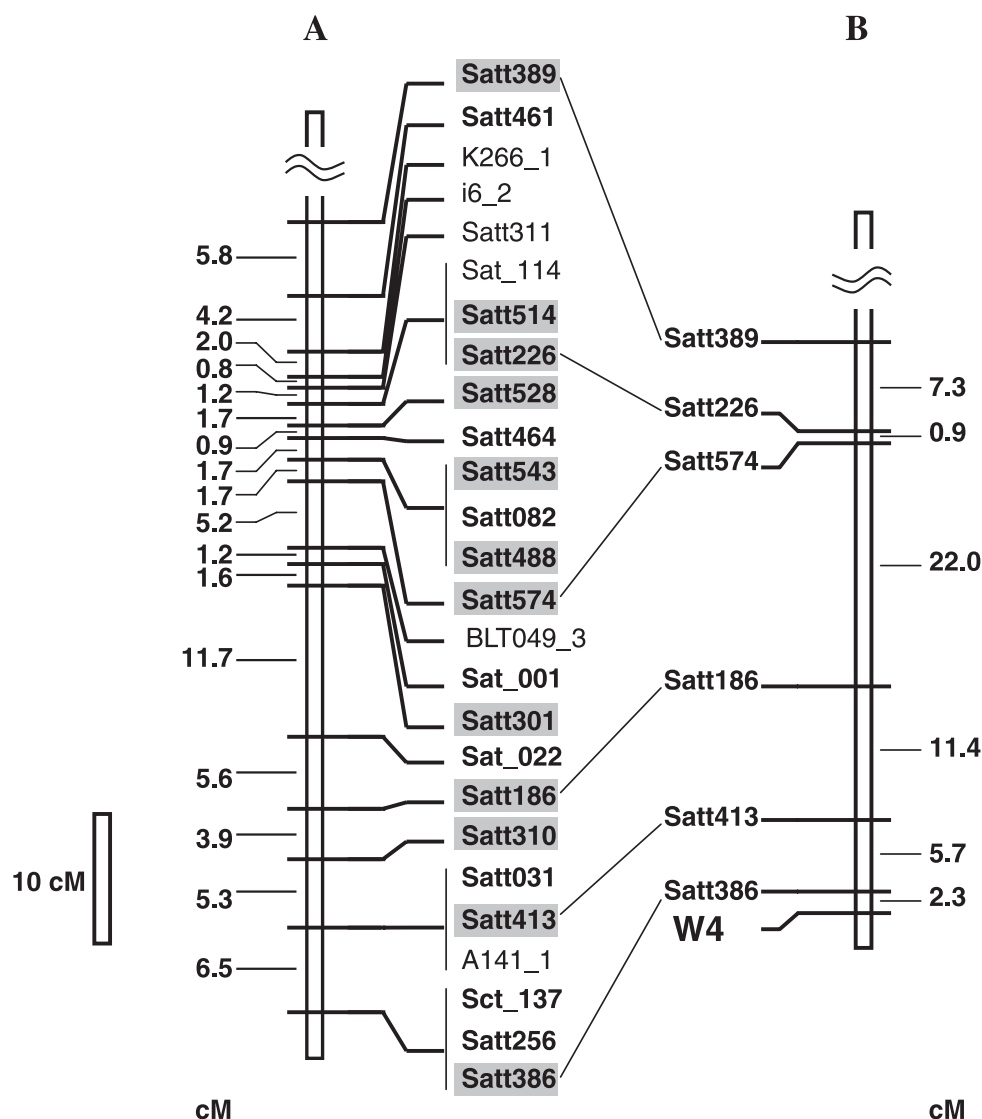 A
B
Satt389
Satt461
K266_1
i6_2
Satt311
Sat_114
Satt514
Satt226
Satt528
Satt464
Satt543
Satt082
Satt488
Satt574
BLT049_3
Sat_001
Satt301
Sat_022
Satt186
Satt310
Satt031
Satt413
A141_1
Sct_137
Satt256
Satt386
5.8
4.2
2.0
0.8
1.2
1.7
0.9
1.7
1.7
5.2
1.2
1.6
11.7
5.6
3.9
5.3
6.5
cM
10 cM
Satt389
Satt226
Satt574
Satt186
Satt413
Satt386
W4
7.3
0.9
22.0
11.4
5.7
2.3
cM